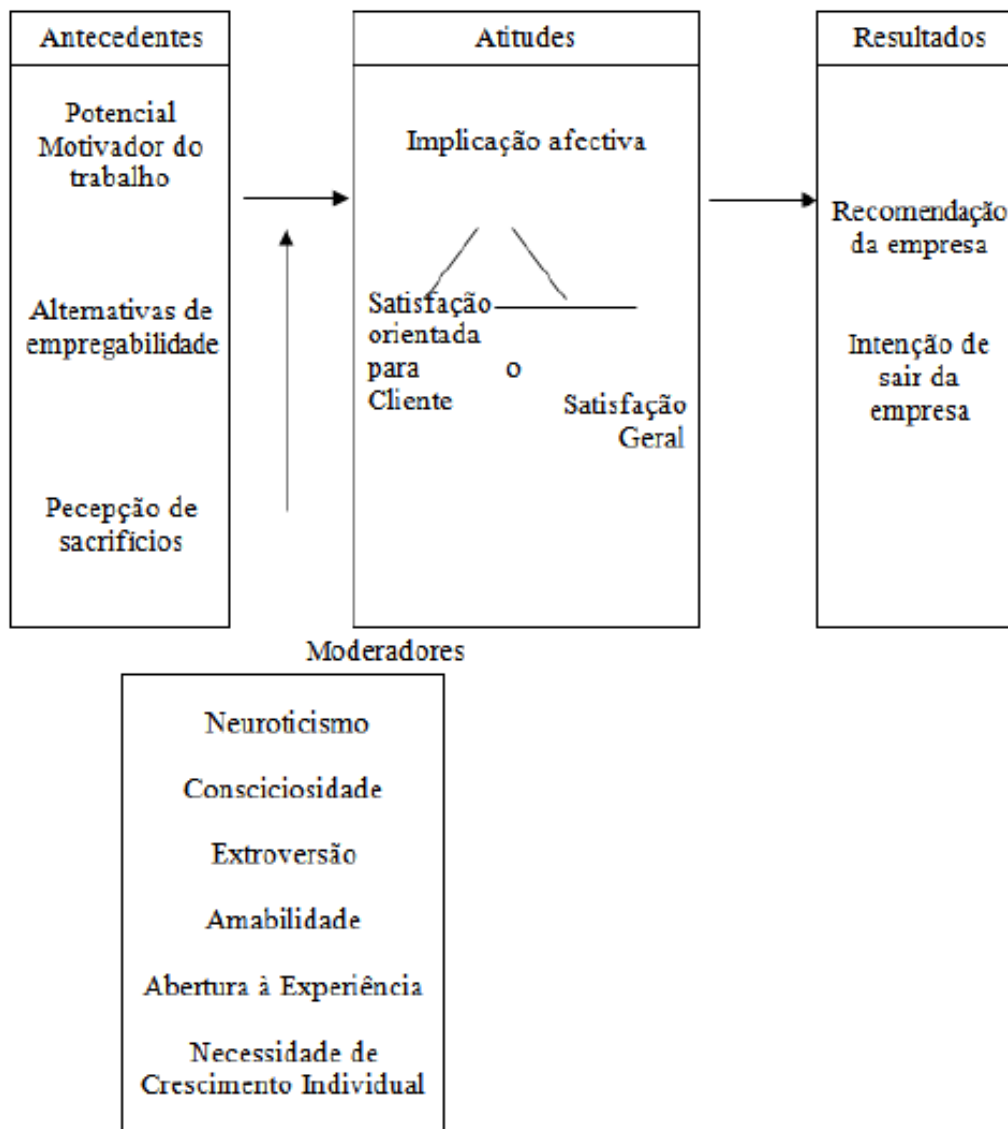 Antecedentes
Potencial
Motivador do
trabalho
Alternativas de
empregabilidade
Pecepção de
sacrifícios
Atitudes
Implicação afectiva
Satisfação
orientada
para o
Cliente
Satisfação
Geral
Resultados
Recomendação
da empresa
Intenção de
sair da
empresa
Moderadores
Neuroticismo
Consciciosidade
Extroversão
Amabilidade
Abertura à Experiência
Necessidade de
Crescimento Individual